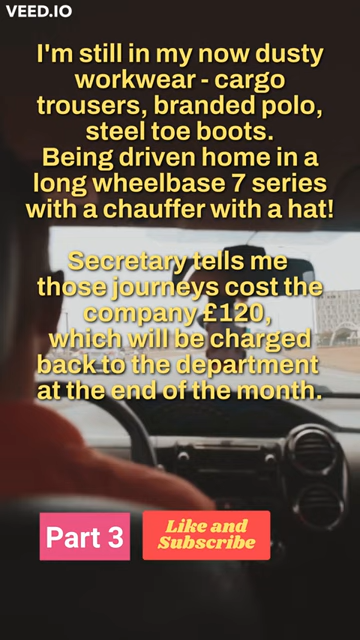 VEED.IO
I'm still in my now dusty
workwear - cargo
trousers, branded polo,
steel toe boots.
Being driven home in a
long wheelbase 7 series
with a chauffer with a hat!
Secretary tells me
those journeys cost the
company £120,
which will be charged
back to the department
at the end of the month.
Part 3
Like and
Subscribe